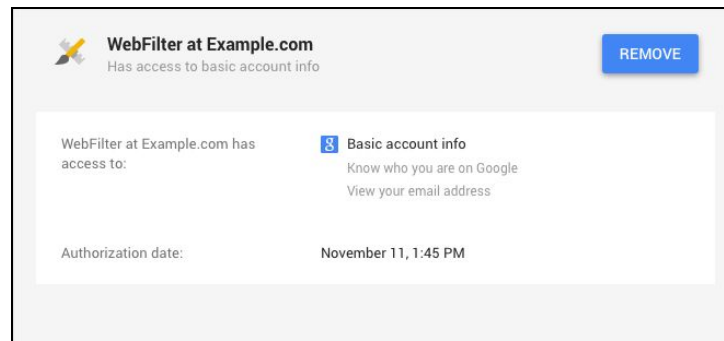 WebFilter at Example.com
Has access to basic account info
REMOVE
WebFilter at Example.com has
access to:
8 Basic account info
Know who you are on Google
View your email address
Authorization date:
November 11, 1:45 PM